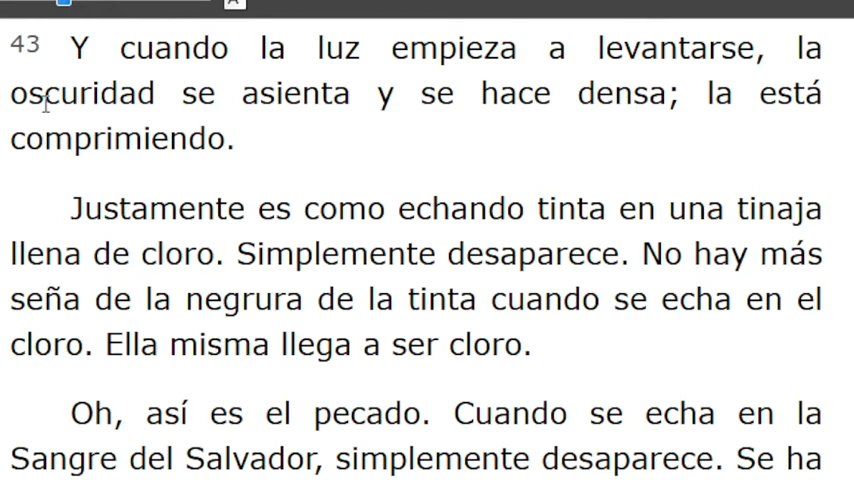 43 Y cuando la luz empieza a levantarse, la
oscuridad se asienta y se hace densa; la está
comprimiendo.
Justamente es como echando tinta en una tinaja
llena de cloro. Simplemente desaparece. No hay más
seña de la negrura de la tinta cuando se echa en el
cloro. Ella misma llega a ser cloro.
Oh, así es el pecado. Cuando se echa en la
Sangre del Salvador, simplemente desaparece. Se ha